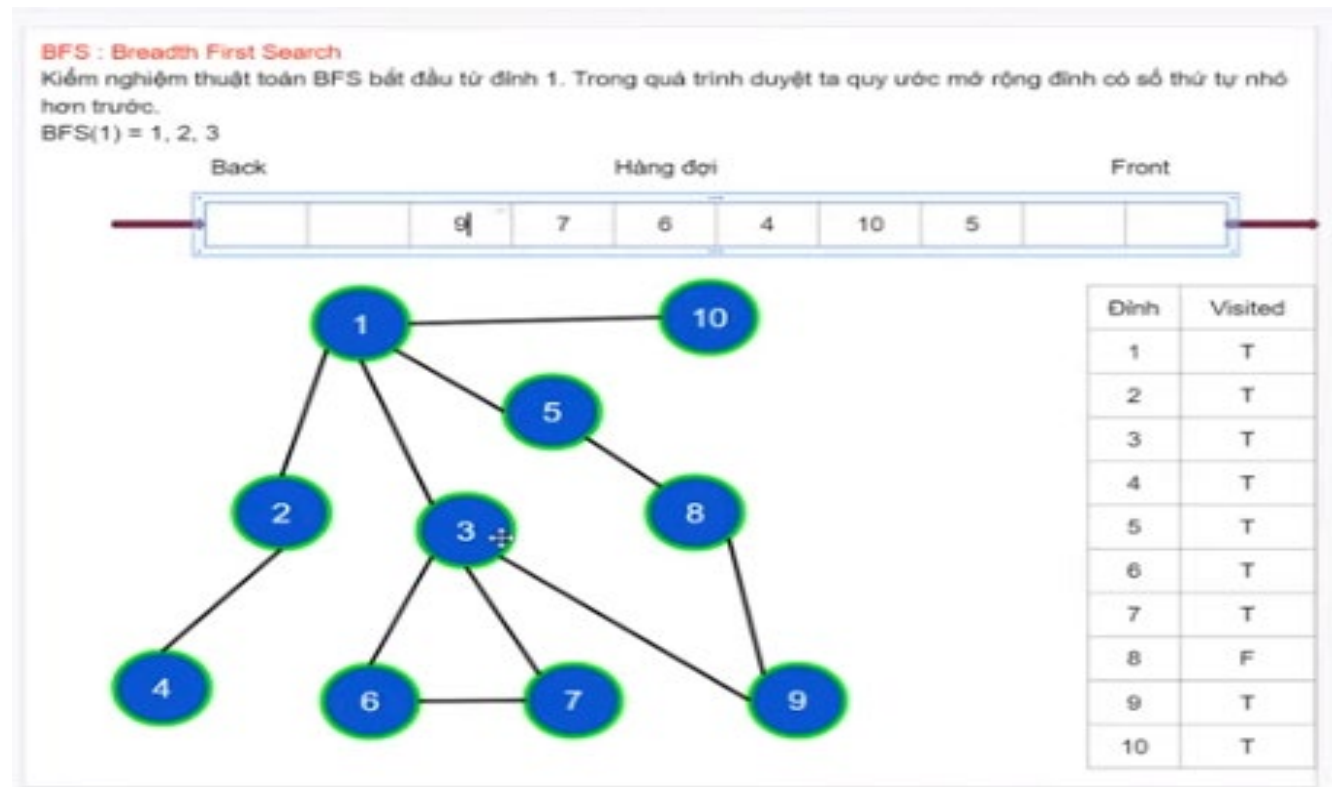 BFS : Breadth First Search
Kiểm nghiệm thuật toán BFS bắt đầu từ đỉnh 1. Trong quá trình duyệt ta quy ước mở rộng đỉnh có số thứ tự nhỏ
hơn trước.
BFS(1) = 1, 2, 3
Back Hàng đợi Front
9 7 6 4 10 5
1
10
5
2
3
8
4
6
7
9
Đỉnh Visited
1 T
2 T
3 T
4 T
5 T
6 T
7 T
8 F
9 T
10 T